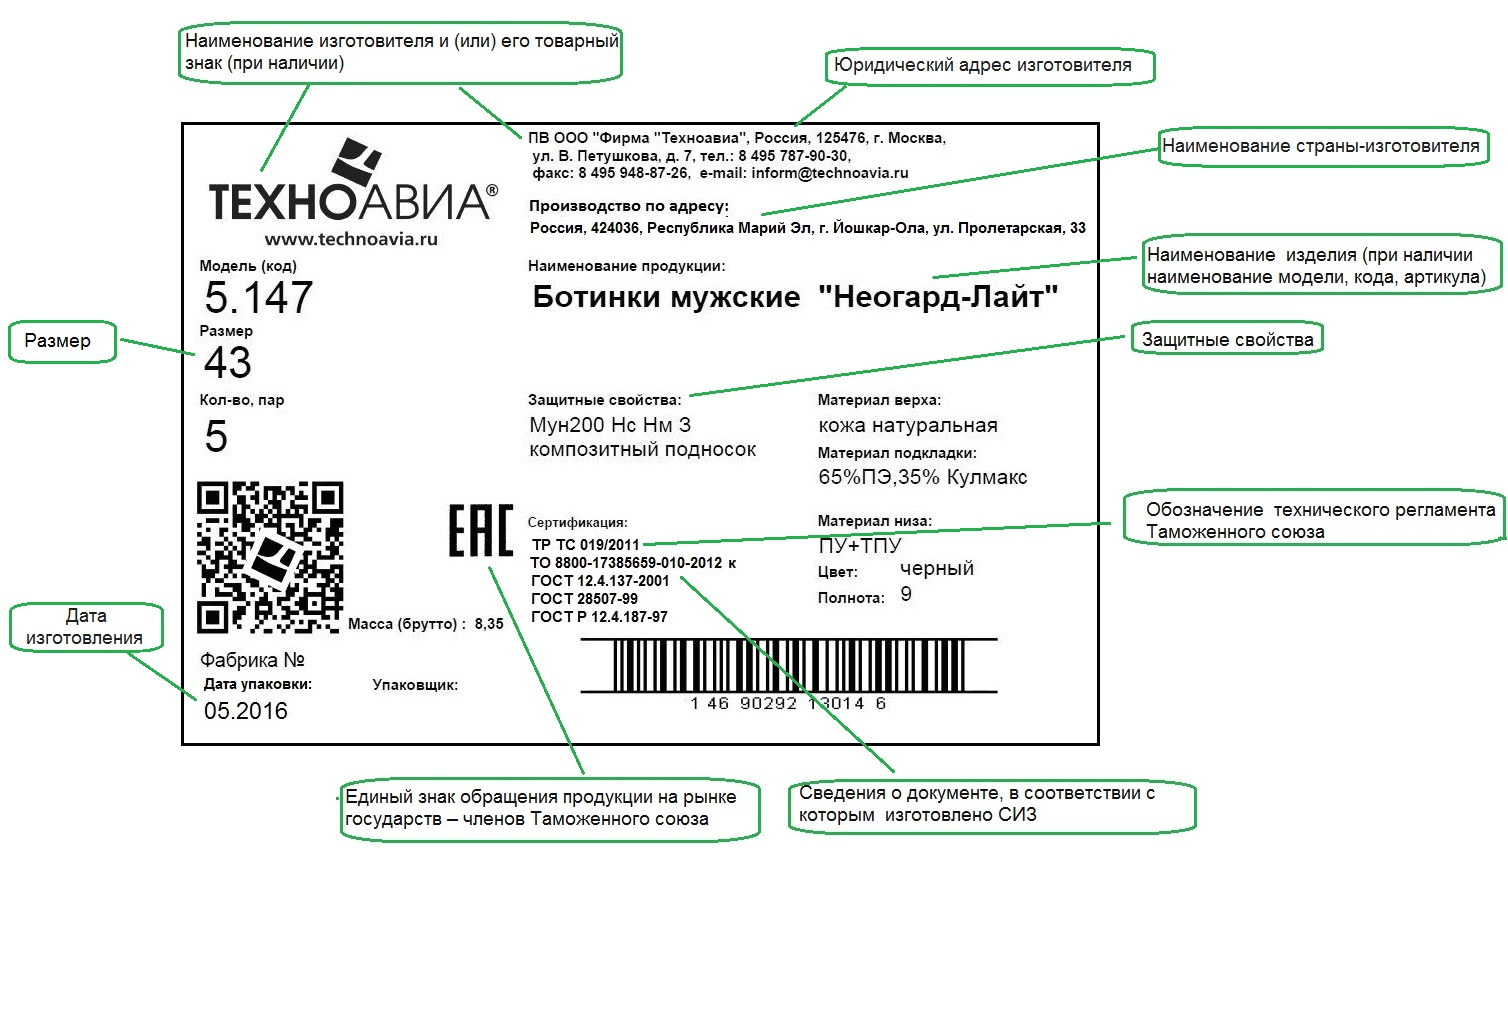 Наименование изготовителя и (или) его товарный
знак (при наличии)
Юридический адрес изготовителя
ТЕХНОАВИА®
www.technoavia.ru
ПВ ООО "Фирма "Техноавиа", Россия, 125476, г. Москва,
ул. В. Петушкова, д. 7, тел.: 8 495 787-90-30,
факс: 8 495 948-87-26, e-mail: inform@technoavia.ru
Наименование страны-изготовителя
Производство по адресу:
Россия, 424036, Республика Марий Эл, г. Йошкар-Ола, ул. Пролетарская, 33
Модель (код)
5.147
Наименование продукции:
Ботинки мужские "Неогард-Лайт"
Наименование изделия (при наличии
наименование модели, кода, артикула)
Размер
Размер
43
Защитные свойства
Кол-во, пар
5
Защитные свойства:
Мун200 Нс Нм З
композитный подносок
Материал верха:
кожа натуральная
Материал подкладки:
65%ПЭ,35% Кулмакс
Материал низа:
ПУ+ТПУ
Цвет: черный
Полнота: 9
Обозначение технического регламента
Таможенного союза
EAC
Сертификация:
ТР ТС 019/2011
ТО 8800-17385659-010-2012 к
ГОСТ 12.4.137-2001
ГОСТ 28507-99
ГОСТ Р 12.4.187-97
Масса (брутто) : 8,35
Дата
изготовления
Фабрика №
Дата упаковки:
05.2016
Упаковщик:
1 46 90292 13014 6
Единый знак обращения продукции на рынке
государств – членов Таможенного союза
Сведения о документе, в соответствии с
которым изготовлено СИЗ